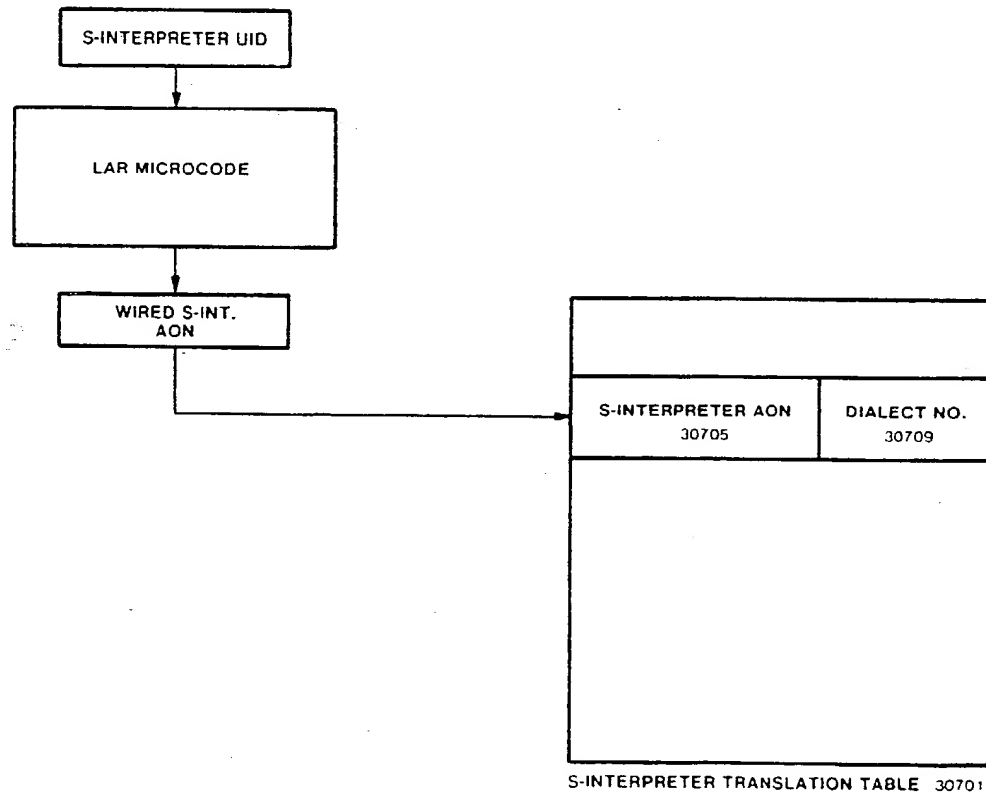 S-INTERPRETER UID
LAR MICROCODE
WIRED S-INT.
AON
S-INTERPRETER AON
30705
DIALECT NO.
30709
S-INTERPRETER TRANSLATION TABLE 30701